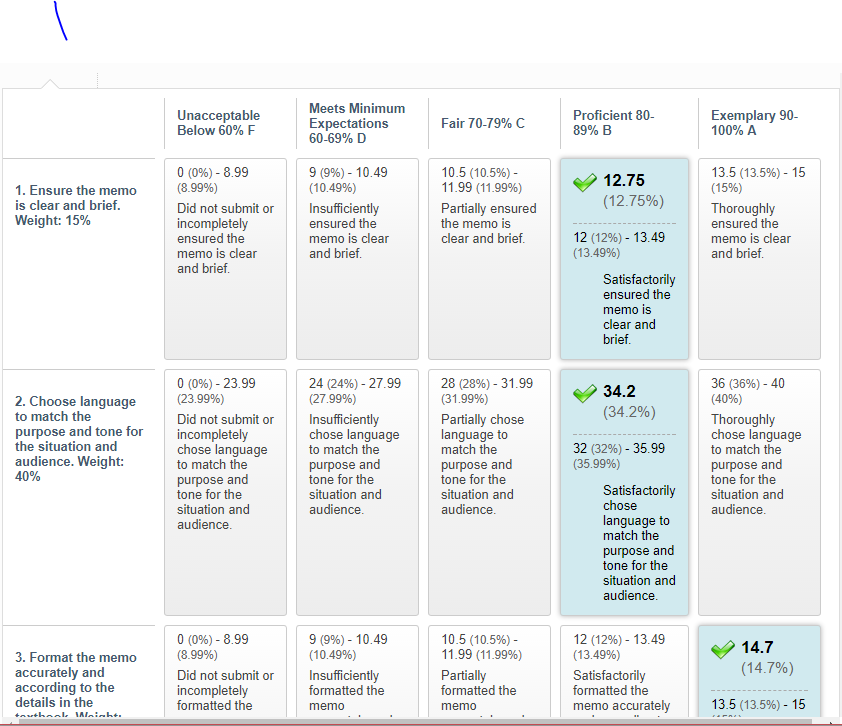 Unacceptable
Below 60% F
Meets Minimum
Expectations
60-69% D
Fair 70-79% C
Proficient 80-
89% B
Exemplary 90-
100% A
1. Ensure the memo
is clear and brief.
Weight: 15%
0 (0%) - 8.99
(8.99%)
Did not submit or
incompletely
ensured the
memo is clear
and brief.
9 (9%) - 10.49
(10.49%)
Insufficiently
ensured the
memo is clear
and brief.
10.5 (10.5%) -
11.99 (11.99%)
Partially ensured
the memo is
clear and brief.
12.75
(12.75%)
12 (12%) - 13.49
(13.49%)
Satisfactorily
ensured the
memo is
clear and
brief.
13.5 (13.5%) - 15
(15%)
Thoroughly
ensured the
memo is clear
and brief.
2. Choose language
to match the
purpose and tone for
the situation and
audience. Weight:
40%
0 (0%) - 23.99
(23.99%)
Did not submit or
incompletely
chose language
to match the
purpose and
tone for the
situation and
audience.
24 (24%) - 27.99
(27.99%)
Insufficiently
chose language
to match the
purpose and
tone for the
situation and
audience.
28 (28%) - 31.99
(31.99%)
Partially chose
language to
match the
purpose and
tone for the
situation and
audience.
34.2
(34.2%)
32 (32%) - 35.99
(35.99%)
Satisfactorily
chose
language to
match the
purpose and
tone for the
situation and
audience.
36 (36%) - 40
(40%)
Thoroughly
chose language
to match the
purpose and
tone for the
situation and
audience.
3. Format the memo
accurately and
according to the
details in the
textbook. Weight:
0 (0%) - 8.99
(8.99%)
Did not submit or
incompletely
formatted the
9 (9%) - 10.49
(10.49%)
Insufficiently
formatted the
memo
10.5 (10.5%) -
11.99 (11.99%)
Partially
formatted the
memo
12 (12%) - 13.49
(13.49%)
Satisfactorily
formatted the
memo accurately
14.7
(14.7%)
13.5 (13.5%) - 15